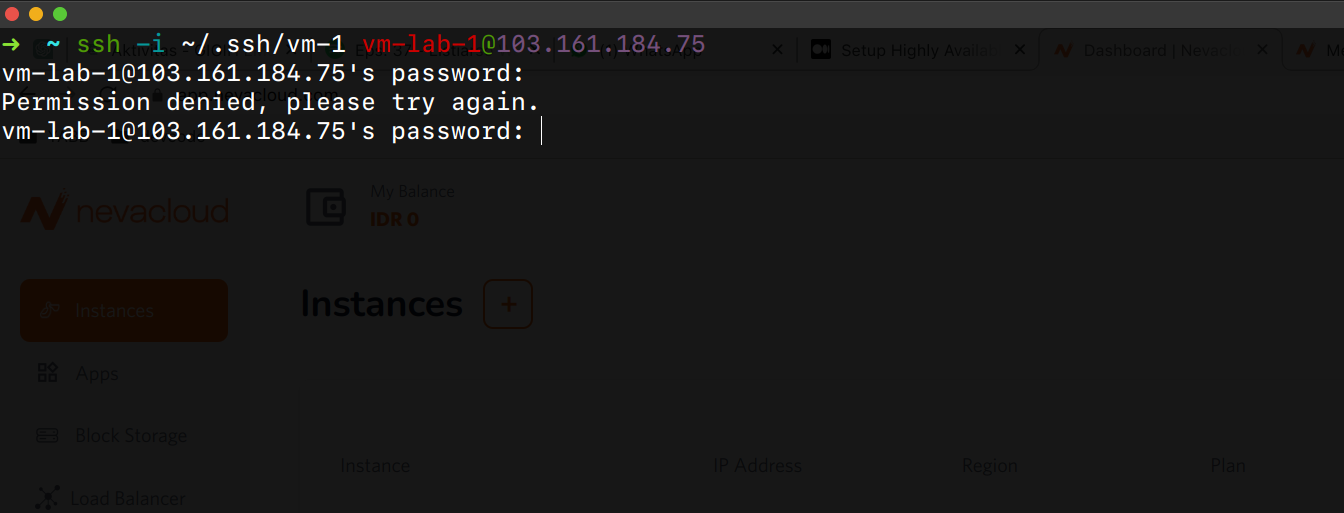 ➜ ~ ssh -i ~/.ssh/vm-1 vm-lab-1@103.161.184.75
Setup Highly Availab
Dashboard | Nevaclo
vm-lab-1@103.161.184.75's password:
Permission denied, please try again.
vm-lab-1@103.161.184.75's password:
nevacloud
My Balance
IDR 0
Instances
Instances +
Apps
Block Storage
Instance IP Address Region Plan
Load Balancer